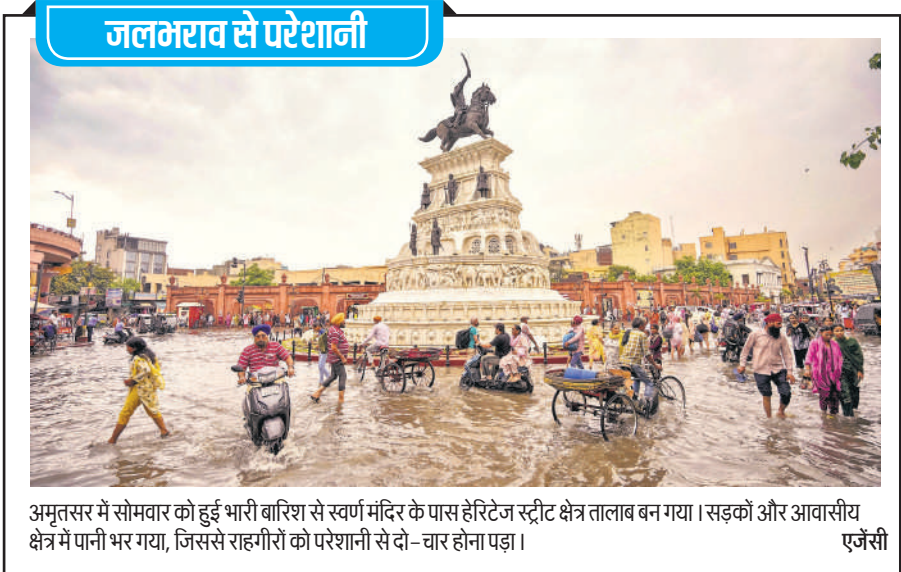 जलभराव से परेशानी
अमृतसर में सोमवार को हुई भारी बारिश से स्वर्ण मंदिर के पास हेरिटेज स्ट्रीट क्षेत्र तालाब बन गया। सड़कों और आवासीय
क्षेत्र में पानी भर गया, जिससे राहगीरों को परेशानी से दो-चार होना पड़ा।
एजेंसी